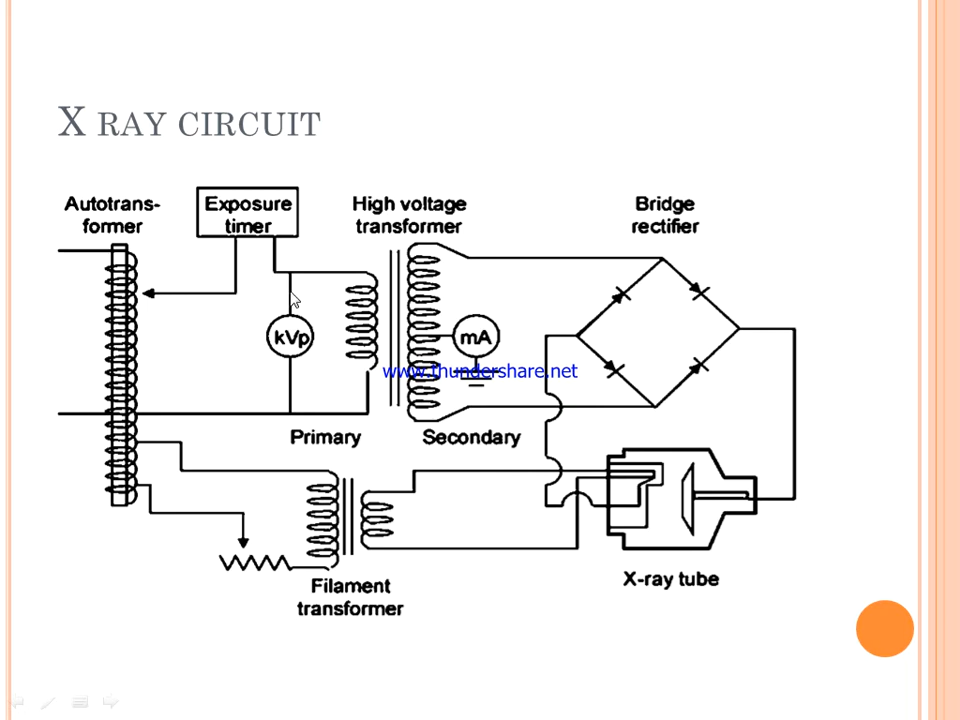 X RAY CIRCUIT
Autotrans-
former
Exposure
timer
High voltage
transformer
Bridge
rectifier
kVp
mA
www.thundershare.net
Primary
Secondary
X-ray tube
Filament
transformer